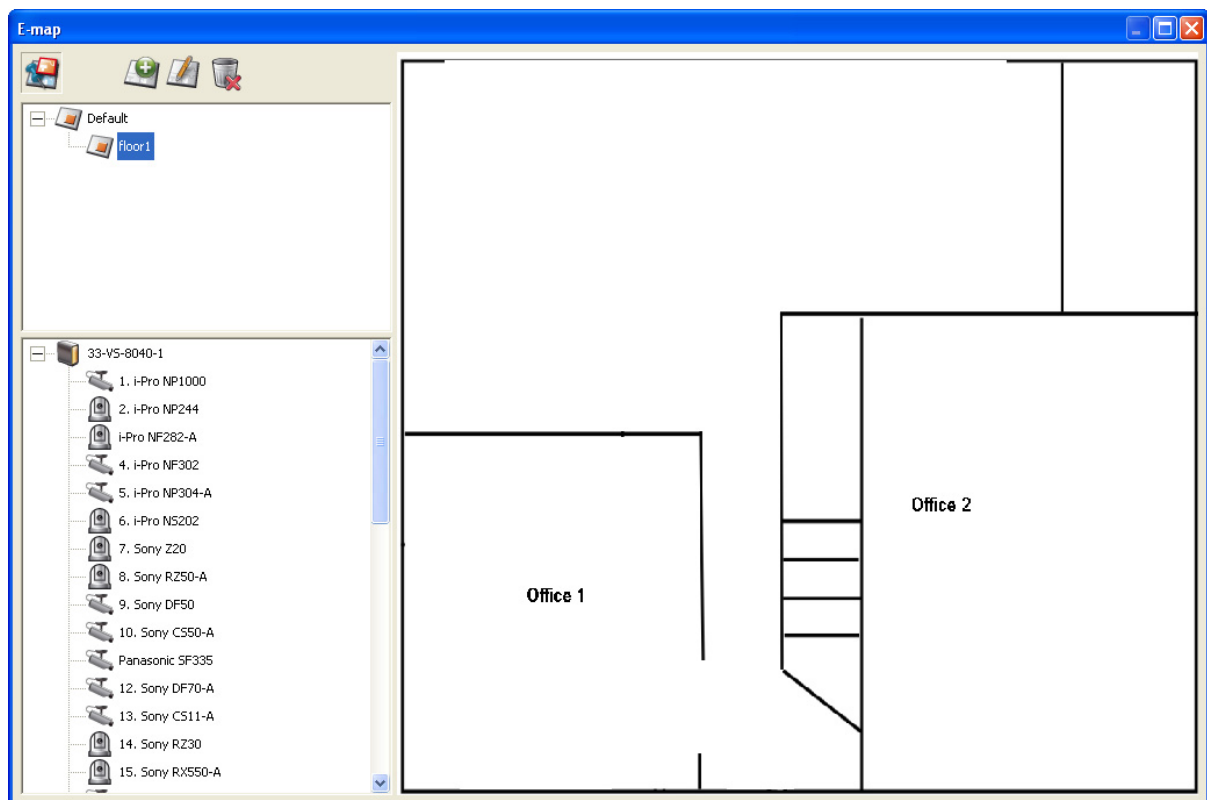 E-map
Default
floor1
33-VS-8040-1
1. i-Pro NP1000
2. i-Pro NP244
i-Pro NF282-A
4. i-Pro NF302
5. i-Pro NP304-A
6. i-Pro NS202
7. Sony Z20
8. Sony RZ50-A
9. Sony DF50
10. Sony CS50-A
Panasonic SF335
12. Sony DF70-A
13. Sony CS11-A
14. Sony RZ30
15. Sony RX550-A
Office 1
Office 2